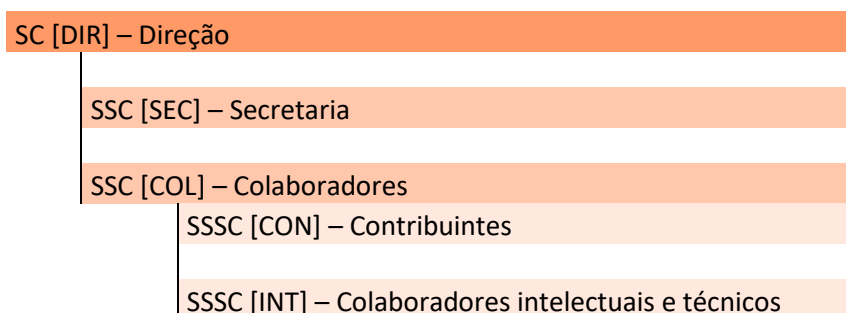 SC [DIR] – Direção
SSC [SEC] – Secretaria
SSC [COL] – Colaboradores
SSSC [CON] – Contribuintes
SSSC [INT] – Colaboradores intelectuais e técnicos